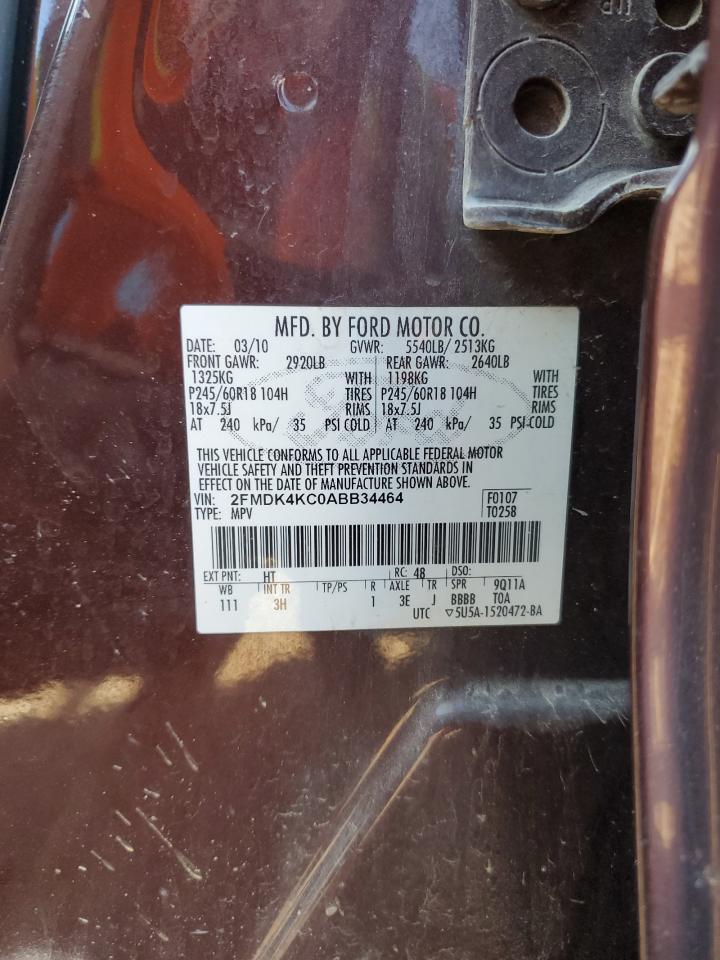 MFD. BY FORD MOTOR CO.
DATE: 03/10 GVWR: 5540LB/ 2513KG
FRONT GAWR: 2920LB REAR GAWR: 2640LB
1325KG WITH 1198KG WITH
P245/60R18 104H TIRES P245/60R18 104H TIRES
18x7.5J RIMS 18x7.5J RIMS
AT 240 kPa/ 35 PSI COLD AT 240 kPa/ 35 PSI COLD
THIS VEHICLE CONFORMS TO ALL APPLICABLE FEDERAL MOTOR
VEHICLE SAFETY AND THEFT PREVENTION STANDARDS IN
EFFECT ON THE DATE OF MANUFACTURE SHOWN ABOVE.
VIN: 2FMDK4KC0ABB34464 F0107
TYPE: MPV T0258
EXT PNT: HT RC: 48 DSO:
WB INT TR TP/PS R AXLE TR SPR 9Q11A
111 3H 1 3E J BBBB T0A
UTC ▽5U5A-1520472-BA